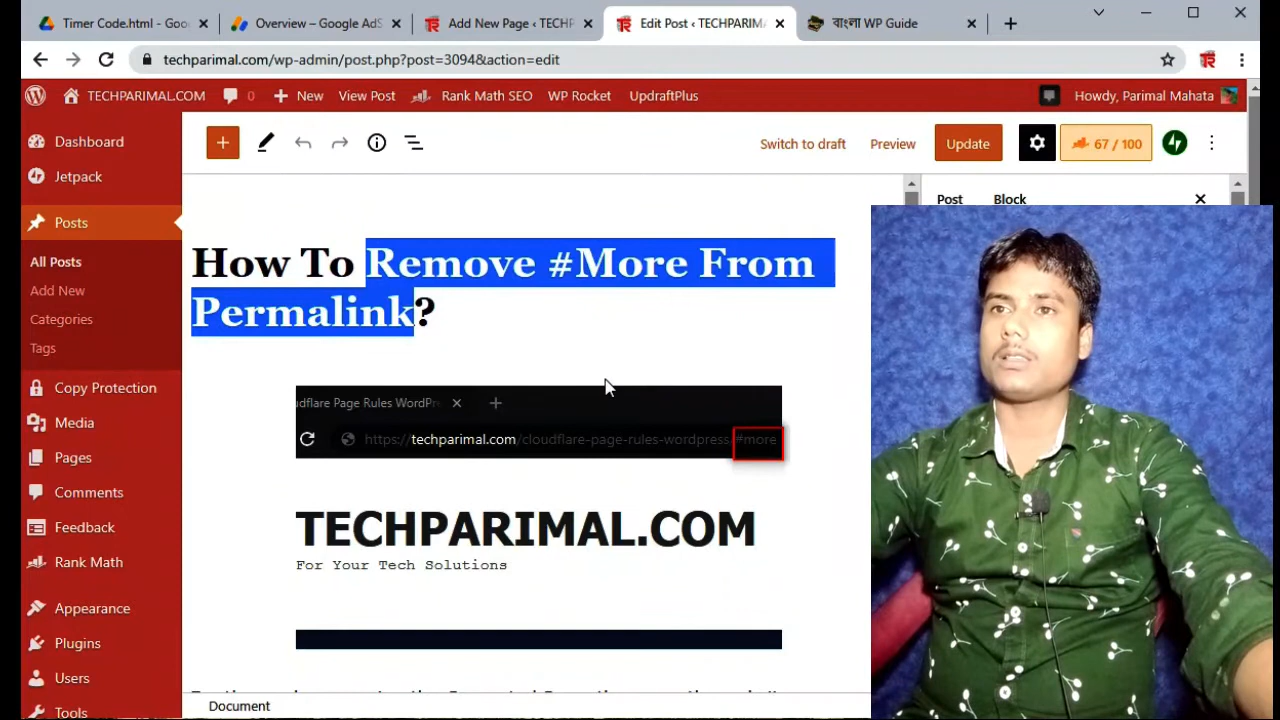 Timer Code.html - Goo
Overview – Google AdS
Add New Page ‹ TECHP
Edit Post ‹ TECHPARIMA
বাংলা WP Guide
techparimal.com/wp-admin/post.php?post=3094&action=edit
TECHPARIMAL.COM
0
New
View Post
Rank Math SEO
WP Rocket
UpdraftPlus
Howdy, Parimal Mahata
Dashboard
Jetpack
Posts
All Posts
Add New
Categories
Tags
Copy Protection
Media
Pages
Comments
Feedback
Rank Math
Appearance
Plugins
Users
Tools
Switch to draft
Preview
Update
67 / 100
Post
Block
How To Remove #More From
Permalink?
udflare Page Rules WordPr
https://techparimal.com/cloudflare-page-rules-wordpress/#more
TECHPARIMAL.COM
For Your Tech Solutions
Document